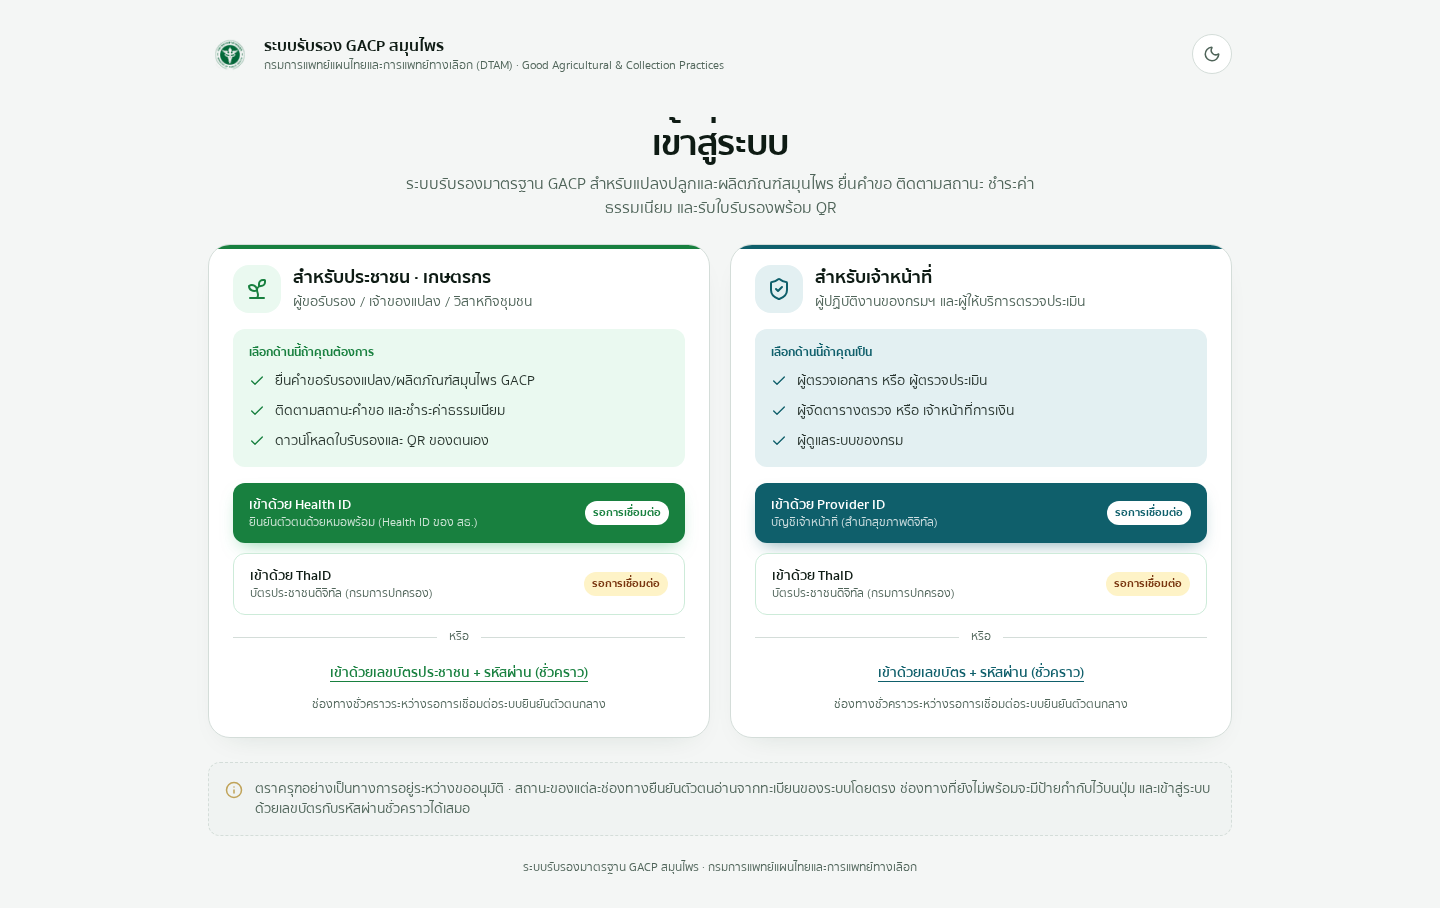 ระบบรับรอง GACP สมุนไพร
กรมการแพทย์แผนไทยและการแพทย์ทางเลือก (DTAM) · Good Agricultural & Collection Practices
เข้าสู่ระบบ
ระบบรับรองมาตรฐาน GACP สำหรับแปลงปลูกและผลิตภัณฑ์สมุนไพร ยื่นคำขอ ติดตามสถานะ ชำระค่า
ธรรมเนียม และรับใบรับรองพร้อม QR
สำหรับประชาชน · เกษตรกร
ผู้ขอรับรอง / เจ้าของแปลง / วิสาหกิจชุมชน
เลือกด้านนี้ถ้าคุณต้องการ
ยื่นคำขอรับรองแปลง/ผลิตภัณฑ์สมุนไพร GACP
ติดตามสถานะคำขอ และชำระค่าธรรมเนียม
ดาวน์โหลดใบรับรองและ QR ของตนเอง
เข้าด้วย Health ID
ยืนยันตัวตนด้วยหมอพร้อม (Health ID ของ สธ.)
รอการเชื่อมต่อ
เข้าด้วย ThaID
บัตรประชาชนดิจิทัล (กรมการปกครอง)
รอการเชื่อมต่อ
หรือ
เข้าด้วยเลขบัตรประชาชน + รหัสผ่าน (ชั่วคราว)
ช่องทางชั่วคราวระหว่างรอการเชื่อมต่อระบบยืนยันตัวตนกลาง
สำหรับเจ้าหน้าที่
ผู้ปฏิบัติงานของกรมฯ และผู้ให้บริการตรวจประเมิน
เลือกด้านนี้ถ้าคุณเป็น
ผู้ตรวจเอกสาร หรือ ผู้ตรวจประเมิน
ผู้จัดตารางตรวจ หรือ เจ้าหน้าที่การเงิน
ผู้ดูแลระบบของกรม
เข้าด้วย Provider ID
บัญชีเจ้าหน้าที่ (สำนักสุขภาพดิจิทัล)
รอการเชื่อมต่อ
เข้าด้วย ThaID
บัตรประชาชนดิจิทัล (กรมการปกครอง)
รอการเชื่อมต่อ
หรือ
เข้าด้วยเลขบัตร + รหัสผ่าน (ชั่วคราว)
ช่องทางชั่วคราวระหว่างรอการเชื่อมต่อระบบยืนยันตัวตนกลาง
ตราครุฑอย่างเป็นทางการอยู่ระหว่างขออนุมัติ · สถานะของแต่ละช่องทางยืนยันตัวตนอ่านจากทะเบียนของระบบโดยตรง ช่องทางที่ยังไม่พร้อมจะมีป้ายกำกับไว้บนปุ่ม และเข้าสู่ระบบ
ด้วยเลขบัตรกับรหัสผ่านชั่วคราวได้เสมอ
ระบบรับรองมาตรฐาน GACP สมุนไพร · กรมการแพทย์แผนไทยและการแพทย์ทางเลือก